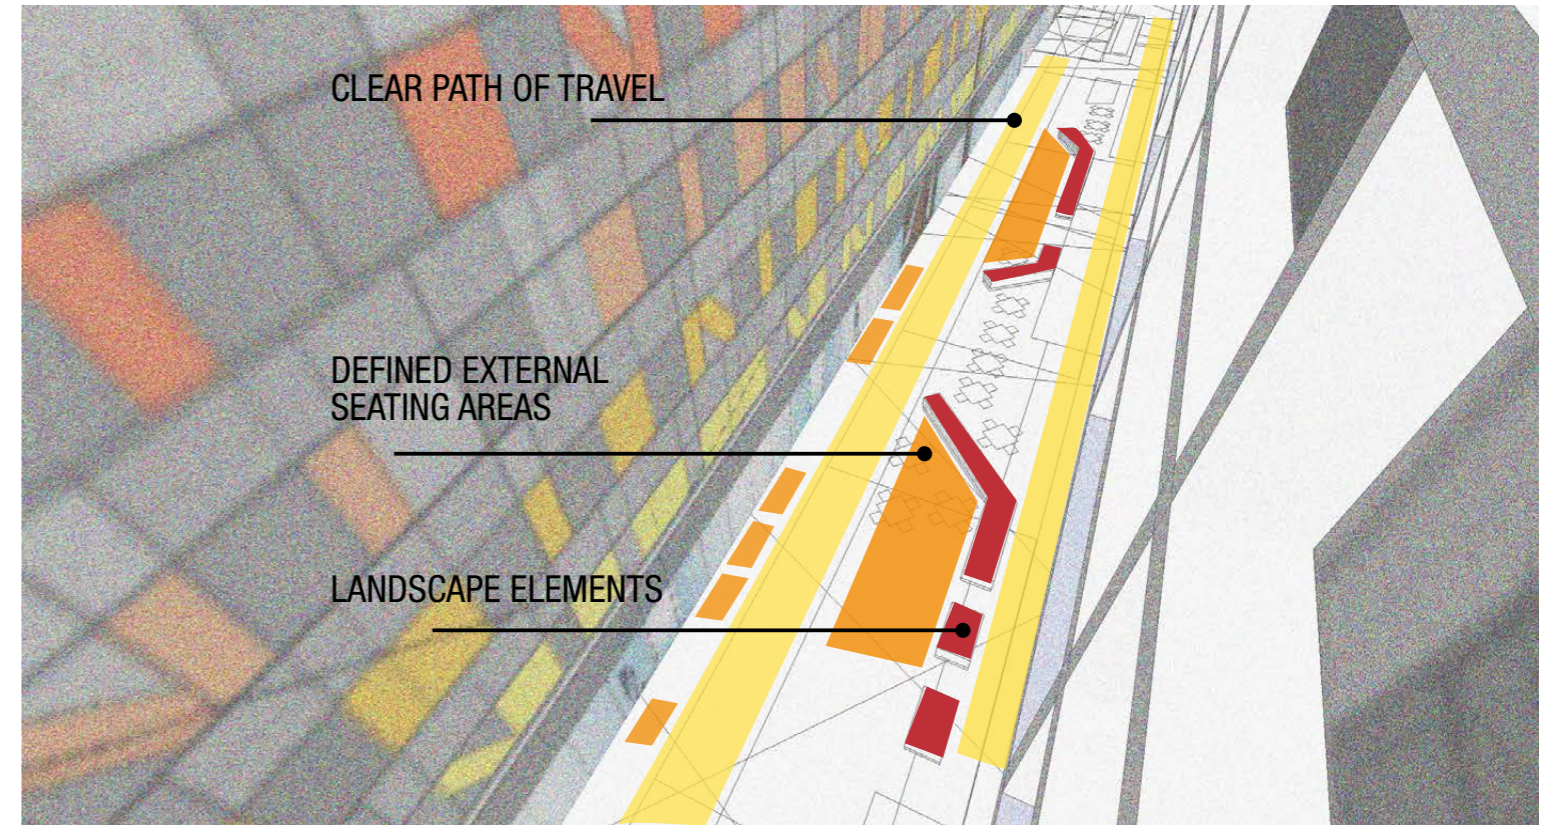 CLEAR PATH OF TRAVEL
DEFINED EXTERNAL
SEATING AREAS
LANDSCAPE ELEMENTS